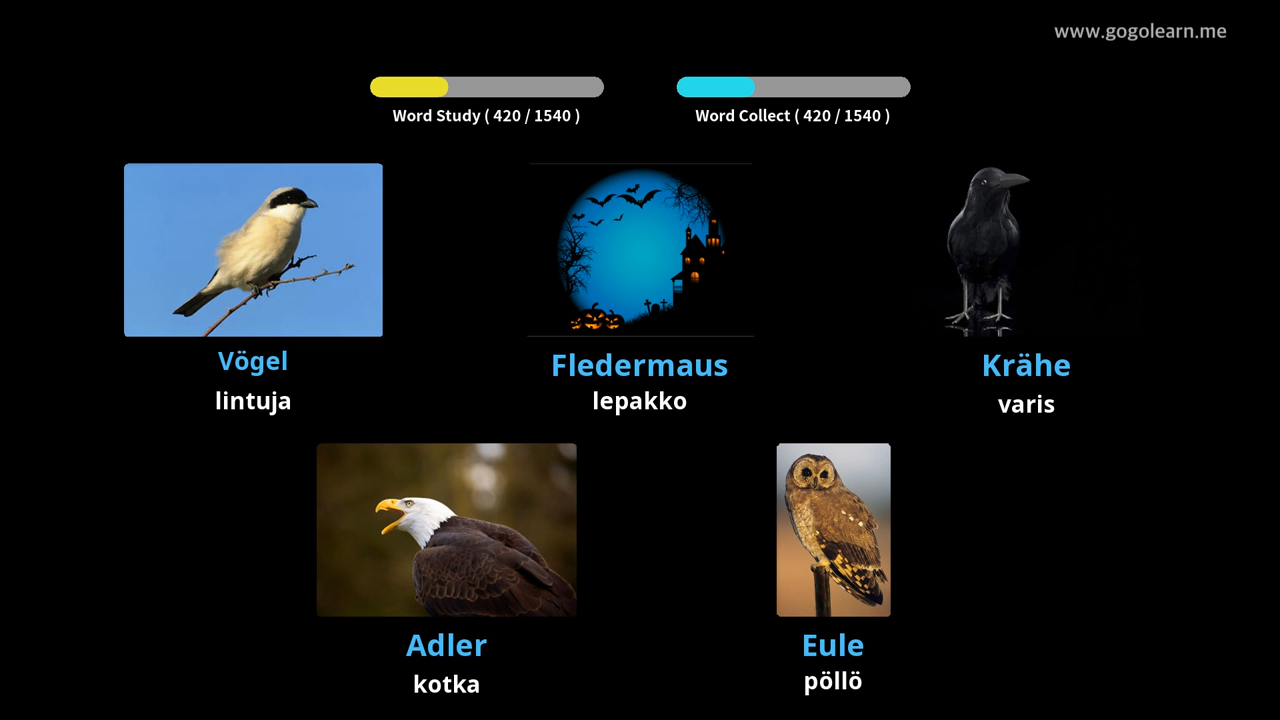 www.gogolearn.me
Word Study ( 420 / 1540 )
Word Collect ( 420 / 1540 )
Vögel
lintuja
Fledermaus
lepakko
Krähe
varis
Adler
kotka
Eule
pöllö